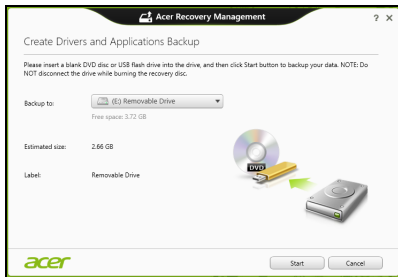 Acer Recovery Management
? X
Create Drivers and Applications Backup
Please insert a blank DVD disc or USB flash drive into the drive, and then click Start button to backup your data. NOTE: Do
NOT disconnect the drive while burning the recovery disc.
Backup to: (E:) Removable Drive
Free space: 3.72 GB
Estimated size: 2.66 GB
DVD
Label: Removable Drive
acer Start Cancel